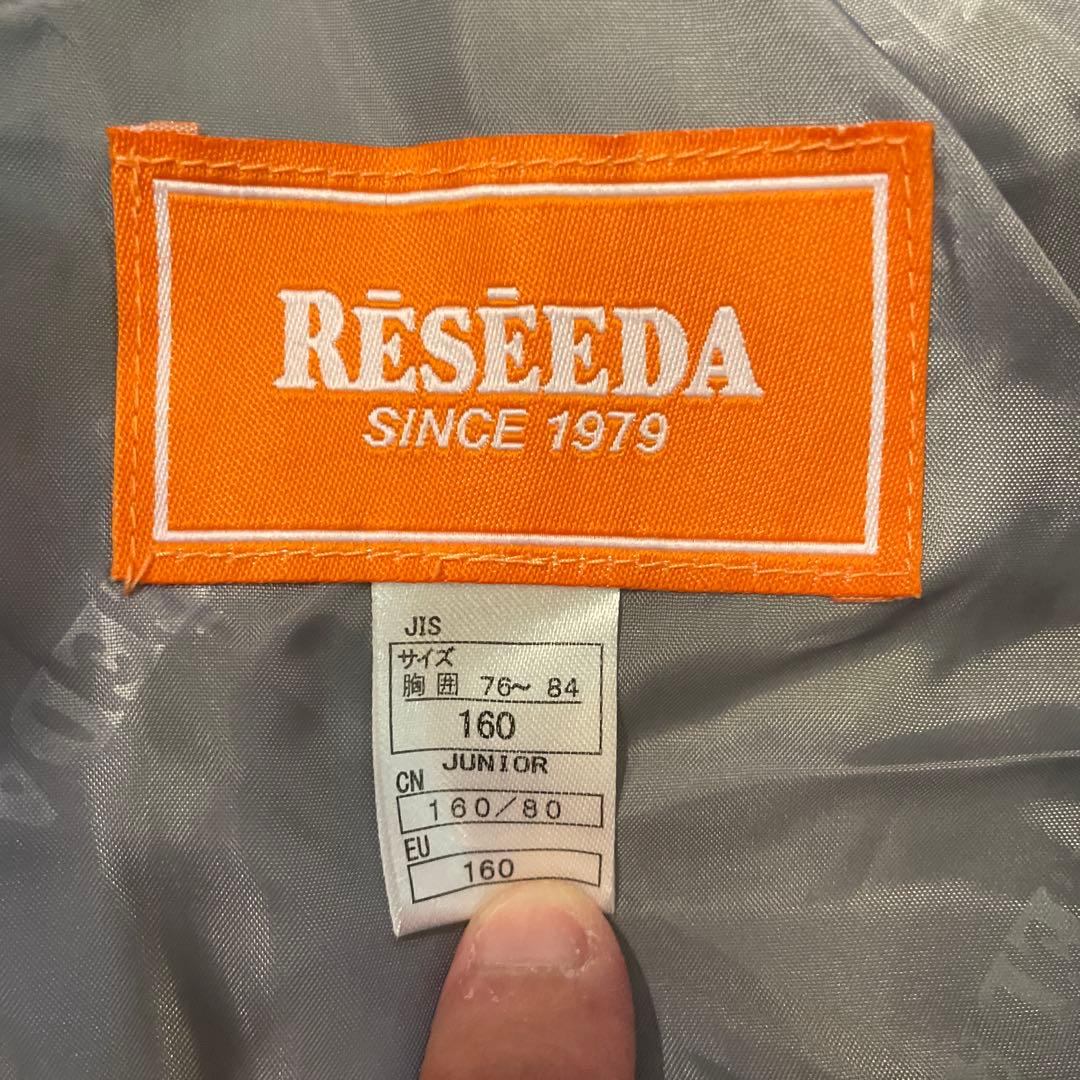 RĒSĒEDA
SINCE 1979
JIS
サイズ
胸囲 76〜84
160
JUNIOR
CN
160/80
EU
160